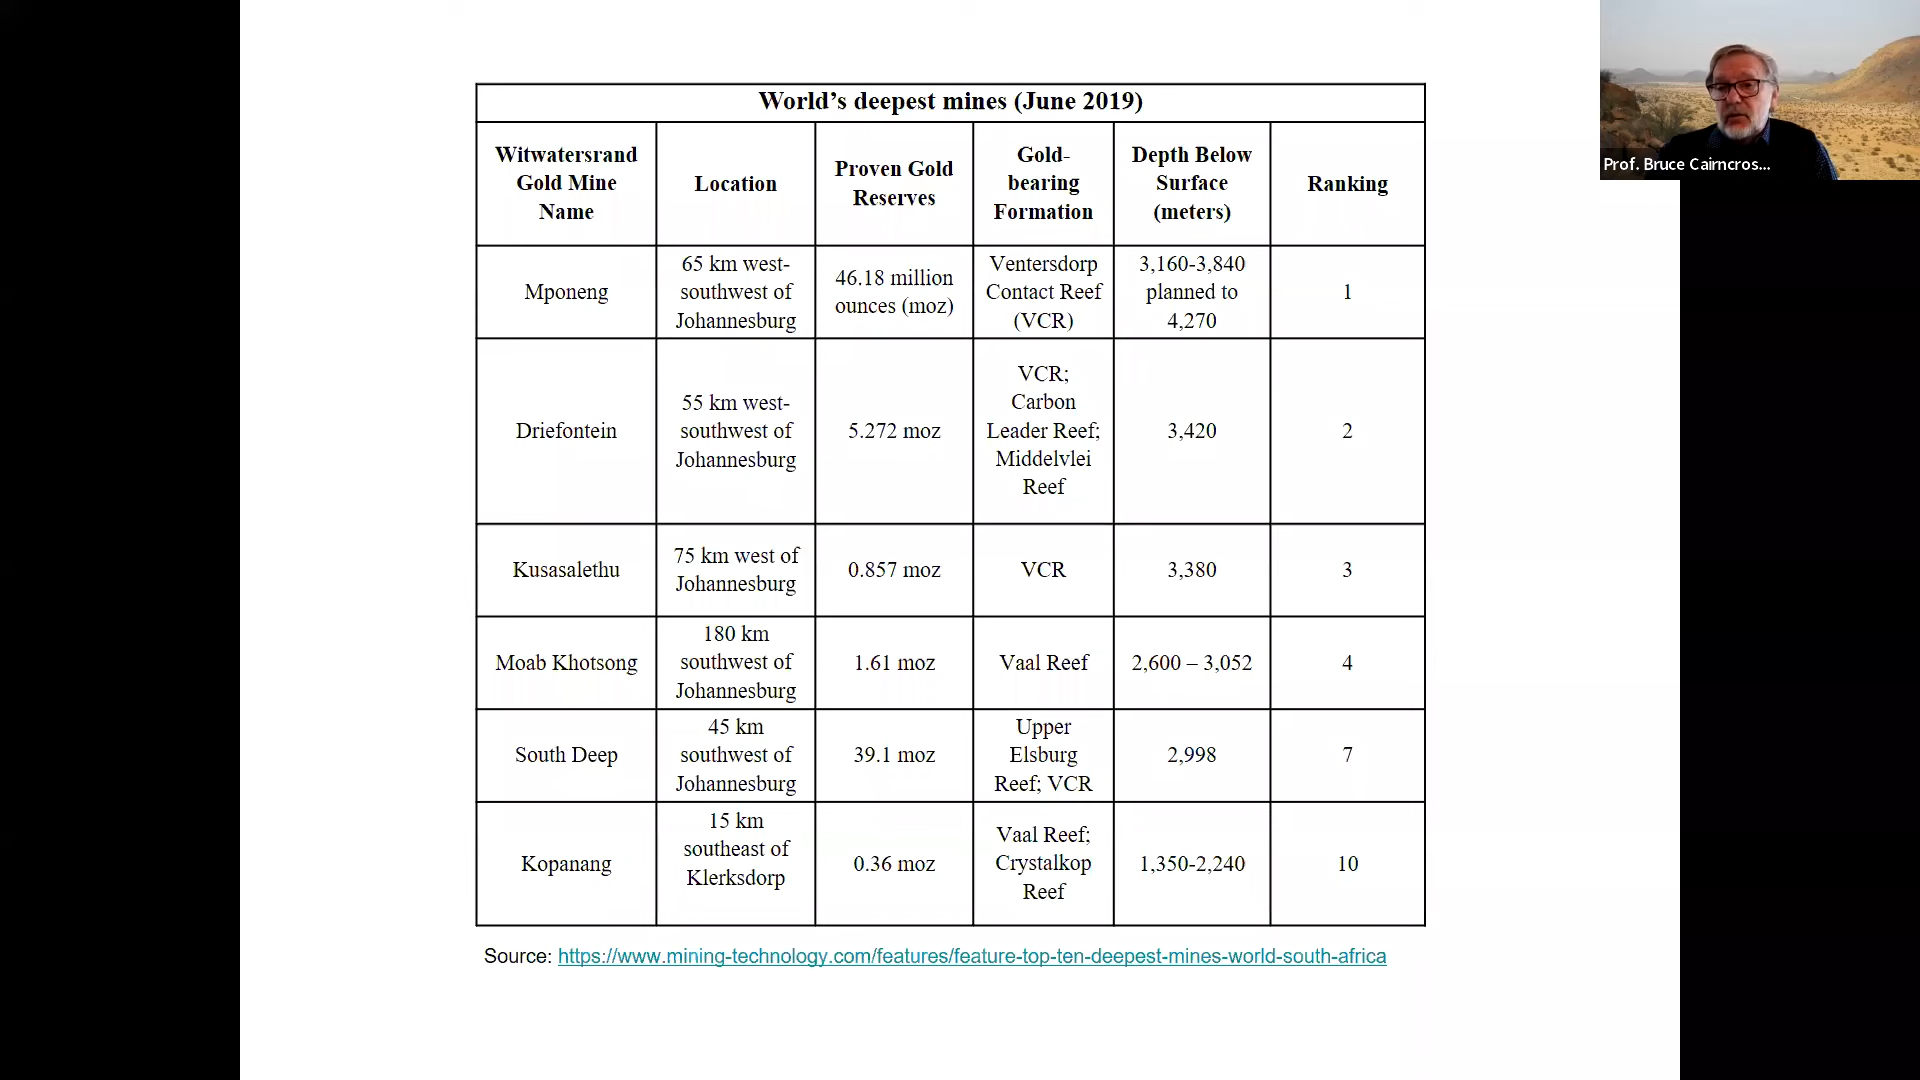 World’s deepest mines (June 2019)
Witwatersrand
Gold Mine
Name
Location
Proven Gold
Reserves
Gold-
bearing
Formation
Depth Below
Surface
(meters)
Ranking
Mponeng
65 km west-
southwest of
Johannesburg
46.18 million
ounces (moz)
Ventersdorp
Contact Reef
(VCR)
3,160-3,840
planned to
4,270
1
Driefontein
55 km west-
southwest of
Johannesburg
5.272 moz
VCR;
Carbon
Leader Reef;
Middelvlei
Reef
3,420
2
Kusasalethu
75 km west of
Johannesburg
0.857 moz
VCR
3,380
3
Moab Khotsong
180 km
southwest of
Johannesburg
1.61 moz
Vaal Reef
2,600 – 3,052
4
South Deep
45 km
southwest of
Johannesburg
39.1 moz
Upper
Elsburg
Reef; VCR
2,998
7
Kopanang
15 km
southeast of
Klerksdorp
0.36 moz
Vaal Reef;
Crystalkop
Reef
1,350-2,240
10
Source: https://www.mining-technology.com/features/feature-top-ten-deepest-mines-world-south-africa
Prof. Bruce Cairncros...